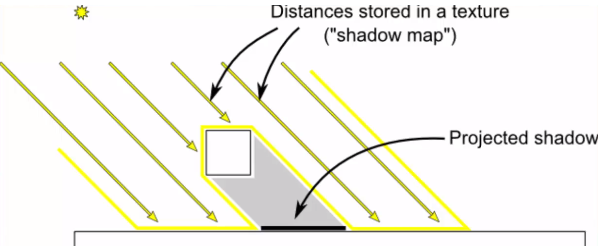 Distances stored in a texture
("shadow map")
Projected shadow